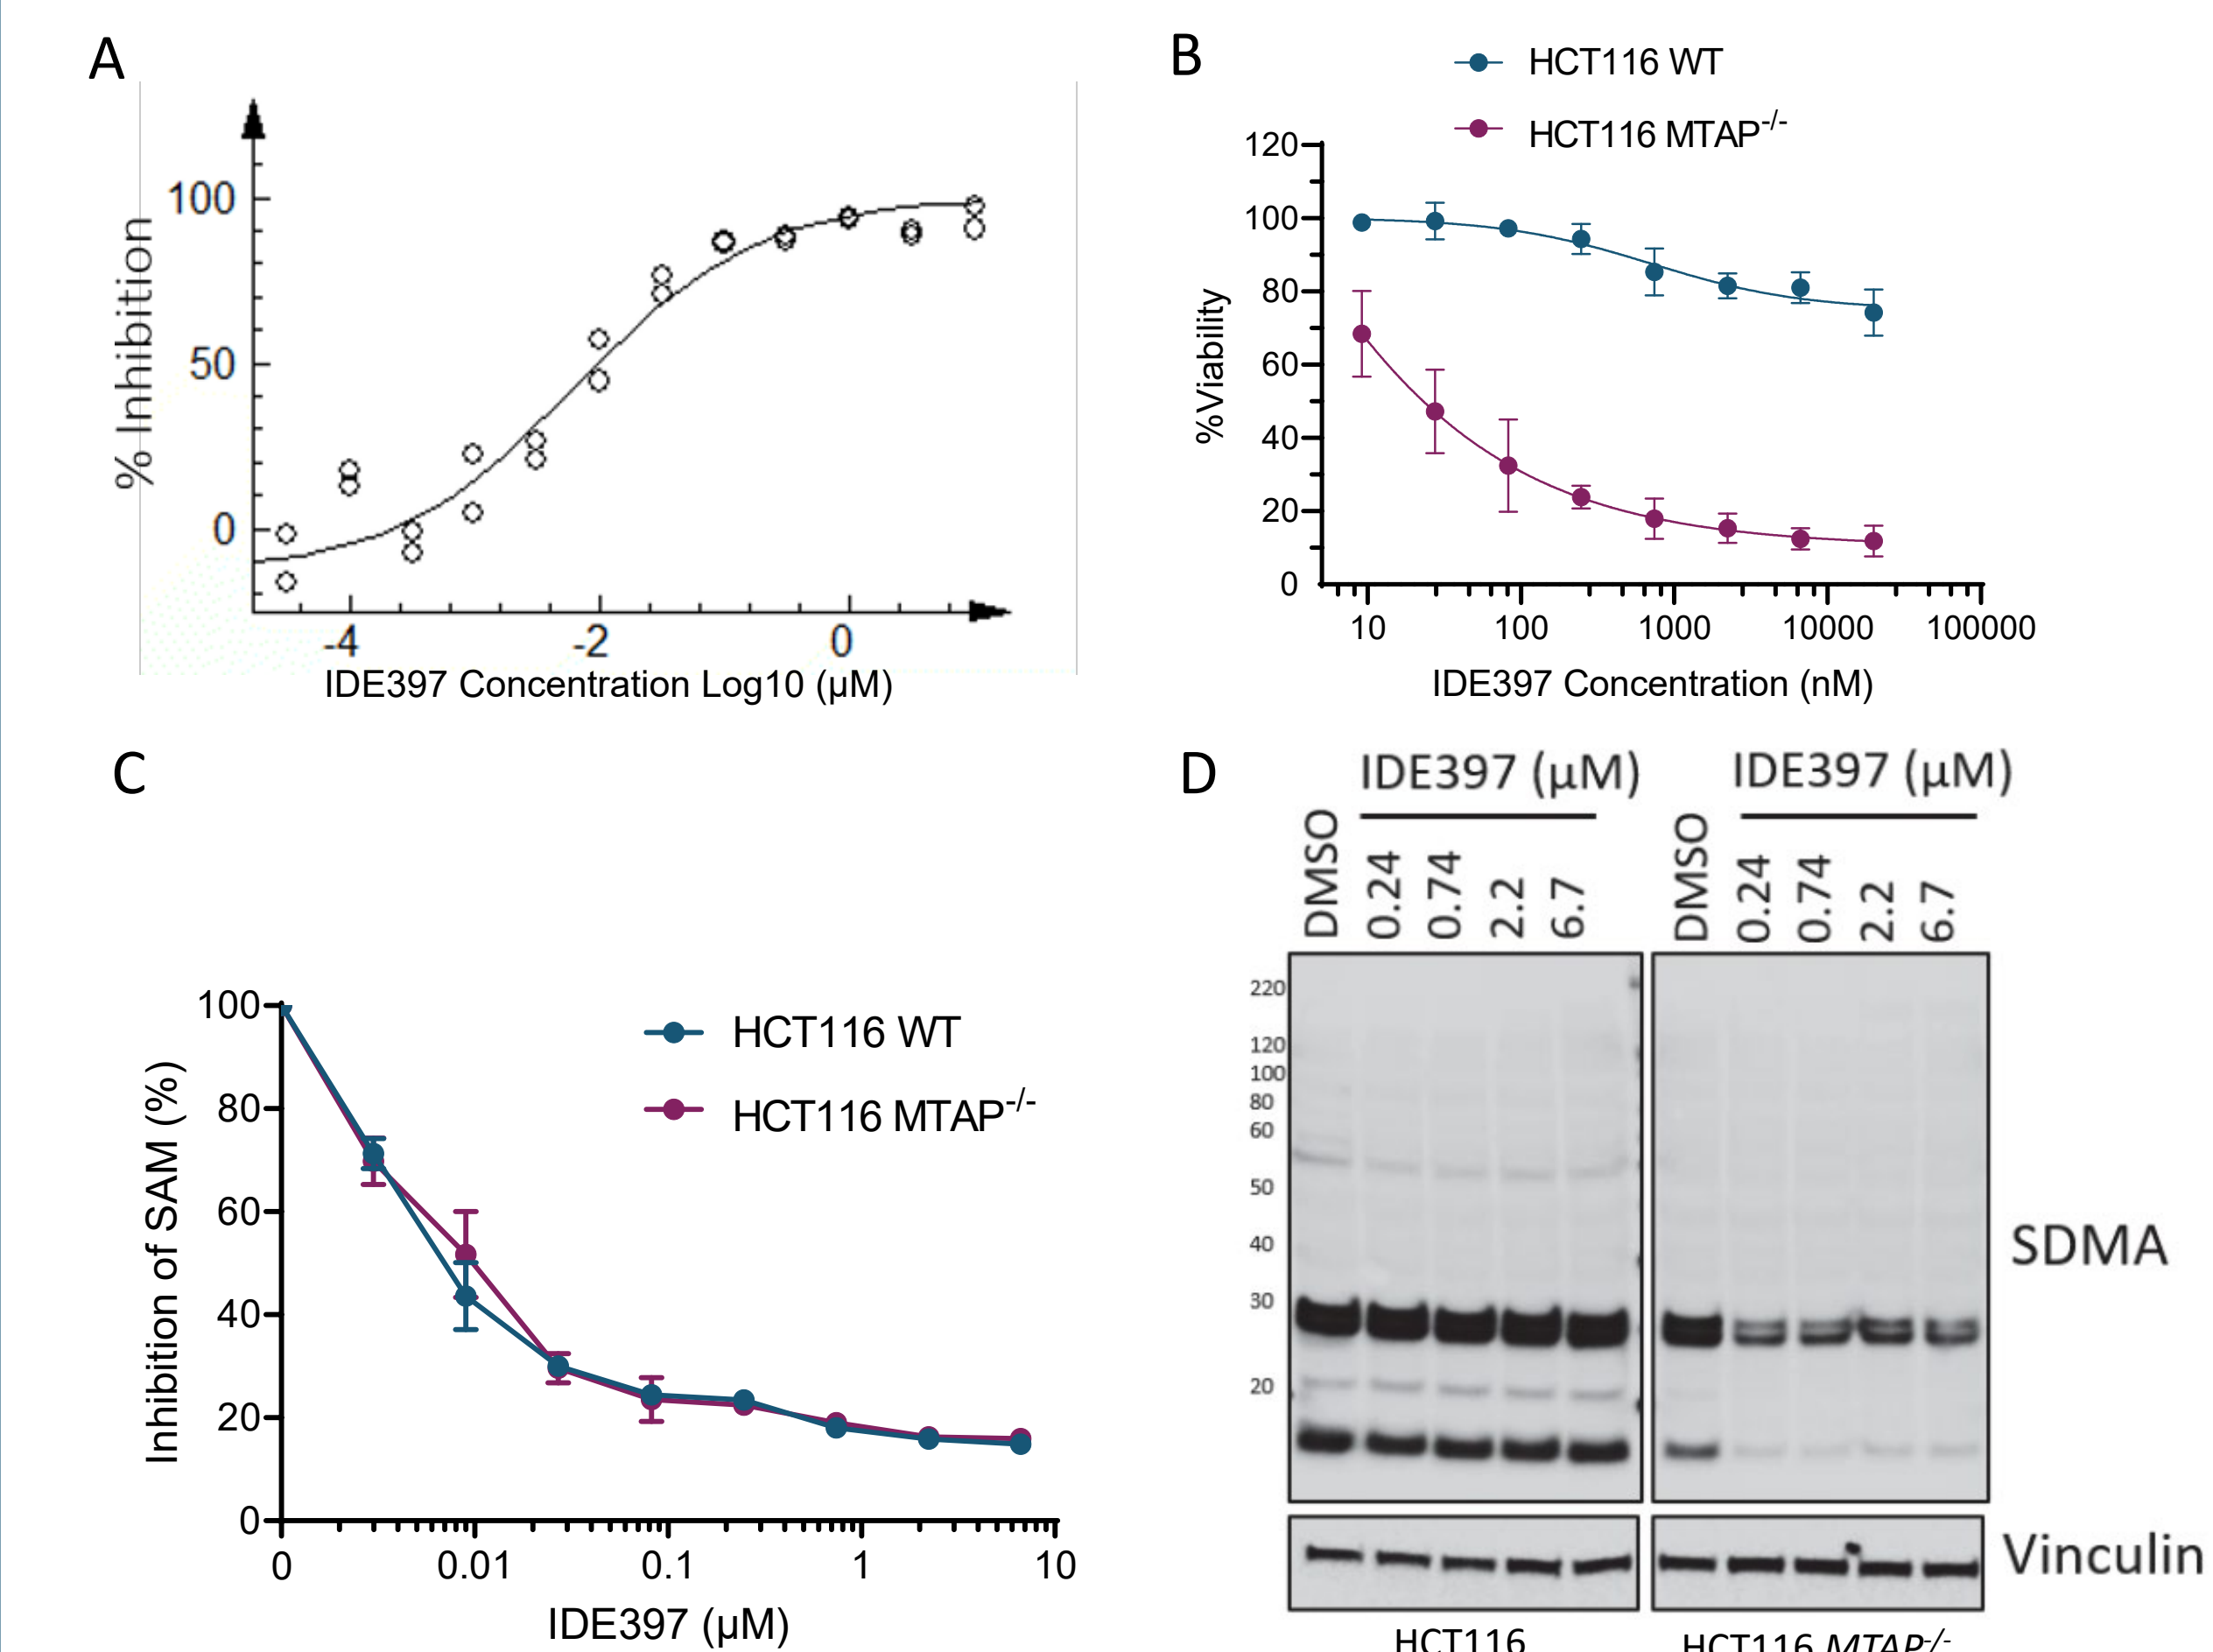 A
% Inhibition
100
50
0
-4
-2
0
IDE397 Concentration Log10 (µM)
B
HCT116 WT
HCT116 MTAP-/-
%Viability
120
100
80
60
40
20
0
10
100
1000
10000
100000
IDE397 Concentration (nM)
C
HCT116 WT
HCT116 MTAP-/-
Inhibition of SAM (%)
100
80
60
40
20
0
0
0.01
0.1
1
10
IDE397 (µM)
D
IDE397 (µM)
IDE397 (µM)
DMSO
0.24
0.74
2.2
6.7
DMSO
0.24
0.74
2.2
6.7
220
120
100
80
60
50
40
30
20
SDMA
Vinculin
HCT116
HCT116 MTAP-/-